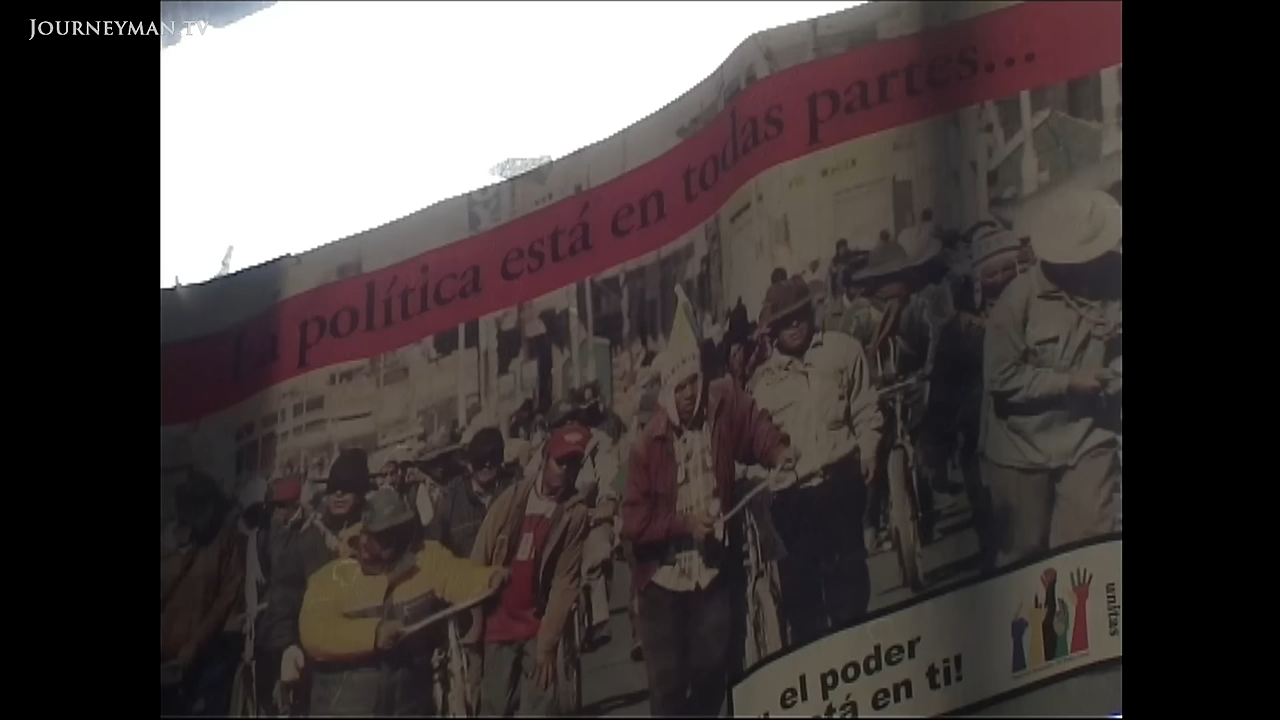 JOURNEYMAN TV
La política está en todas partes...
el poder
está en ti!
unitas